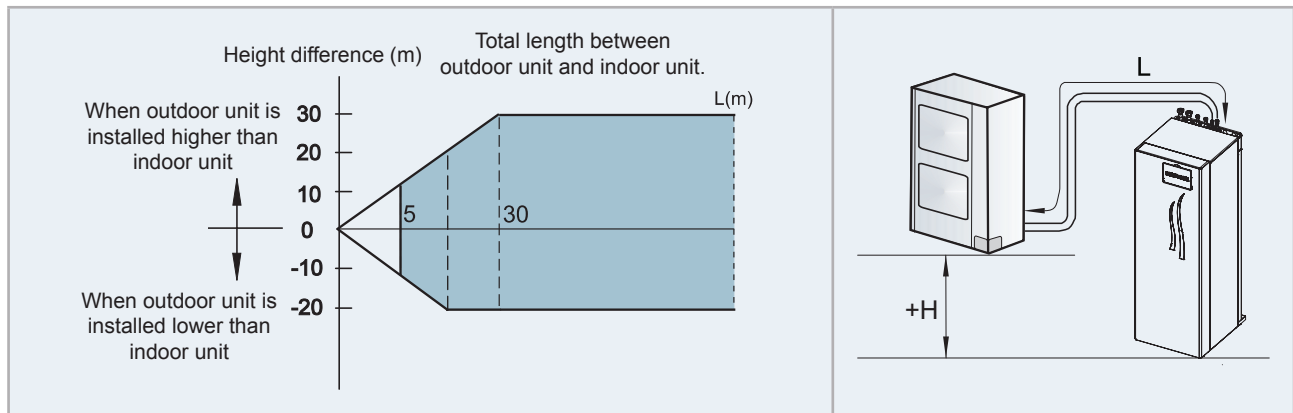 Height difference (m)
Total length between
outdoor unit and indoor unit.
L(m)
When outdoor unit is
installed higher than
indoor unit
30
20
10
0
-10
-20
5
30
When outdoor unit is
installed lower than
indoor unit
L
+H